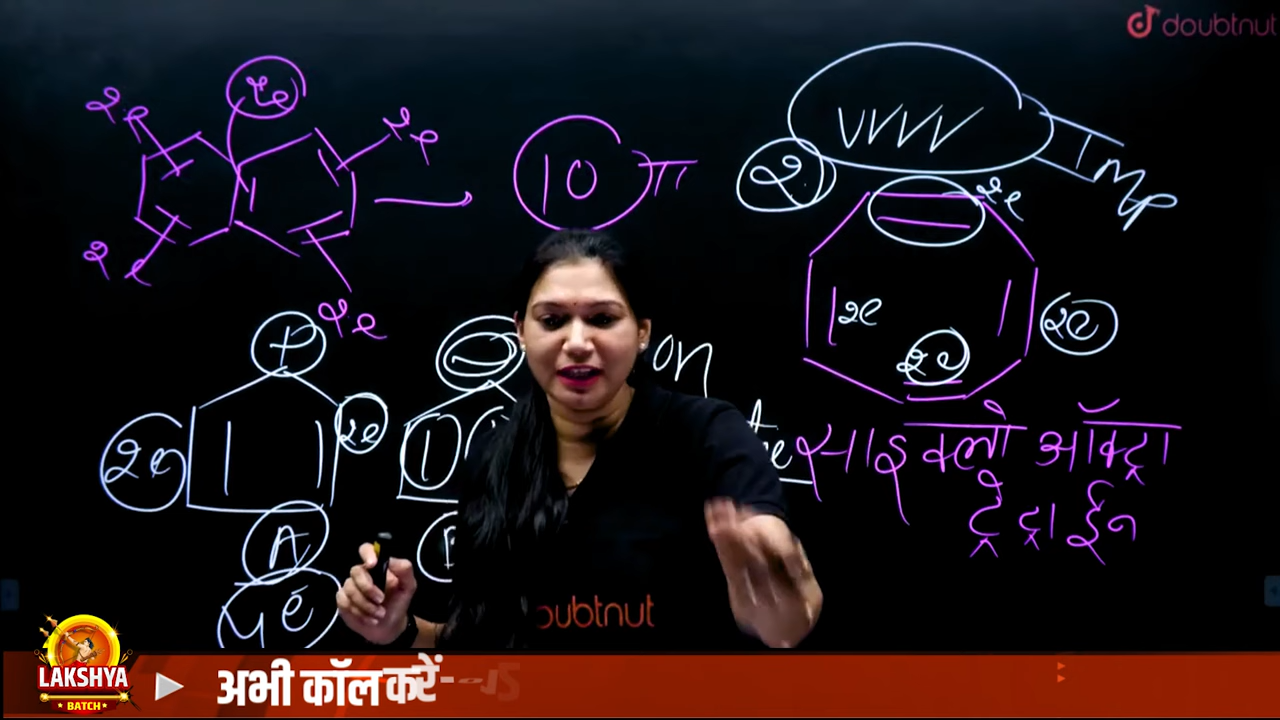 doubtnut
2e
2e
2e
10 π
VVVV
Imp
2.
2e
2e
2e
2e
2e
2e
+
2e
2e
on
साइक्लो ऑक्ट्रा
ट्रेट्राईन
A
4e
doubtnut
LAKSHYA
BATCH
अभी कॉल करें-